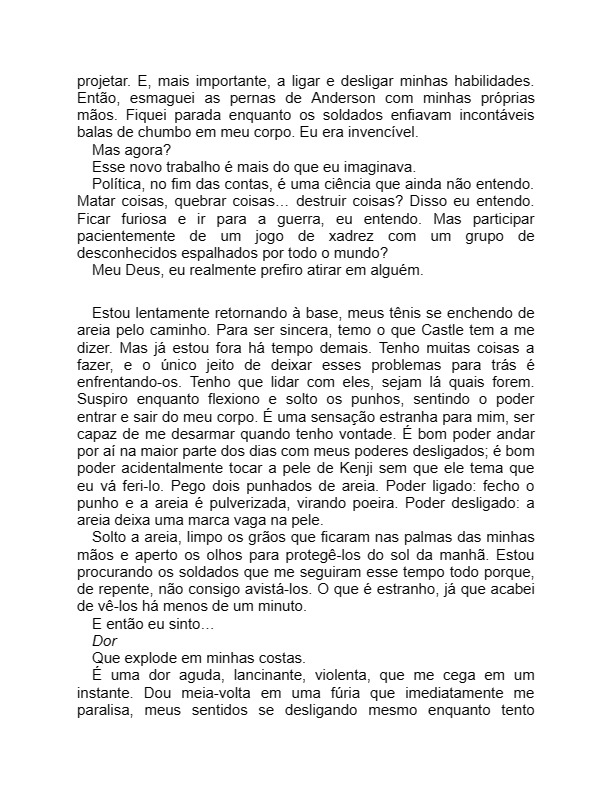 projetar. E, mais importante, a ligar e desligar minhas habilidades.
Então, esmaguei as pernas de Anderson com minhas próprias
mãos. Fiquei parada enquanto os soldados enfiavam incontáveis
balas de chumbo em meu corpo. Eu era invencível.
Mas agora?
Esse novo trabalho é mais do que eu imaginava.
Política, no fim das contas, é uma ciência que ainda não entendo.
Matar coisas, quebrar coisas… destruir coisas? Disso eu entendo.
Ficar furiosa e ir para a guerra, eu entendo. Mas participar
pacientemente de um jogo de xadrez com um grupo de
desconhecidos espalhados por todo o mundo?
Meu Deus, eu realmente prefiro atirar em alguém.
Estou lentamente retornando à base, meus tênis se enchendo de
areia pelo caminho. Para ser sincera, temo o que Castle tem a me
dizer. Mas já estou fora há tempo demais. Tenho muitas coisas a
fazer, e o único jeito de deixar esses problemas para trás é
enfrentando-os. Tenho que lidar com eles, sejam lá quais forem.
Suspiro enquanto flexiono e solto os punhos, sentindo o poder
entrar e sair do meu corpo. É uma sensação estranha para mim, ser
capaz de me desarmar quando tenho vontade. É bom poder andar
por aí na maior parte dos dias com meus poderes desligados; é bom
poder acidentalmente tocar a pele de Kenji sem que ele tema que
eu vá feri-lo. Pego dois punhados de areia. Poder ligado: fecho o
punho e a areia é pulverizada, virando poeira. Poder desligado: a
areia deixa uma marca vaga na pele.
Solto a areia, limpo os grãos que ficaram nas palmas das minhas
mãos e aperto os olhos para protegê-los do sol da manhã. Estou
procurando os soldados que me seguiram esse tempo todo porque,
de repente, não consigo avistá-los. O que é estranho, já que acabei
de vê-los há menos de um minuto.
E então eu sinto…
Dor
Que explode em minhas costas.
É uma dor aguda, lancinante, violenta, que me cega em um
instante. Dou meia-volta em uma fúria que imediatamente me
paralisa, meus sentidos se desligando mesmo enquanto tento